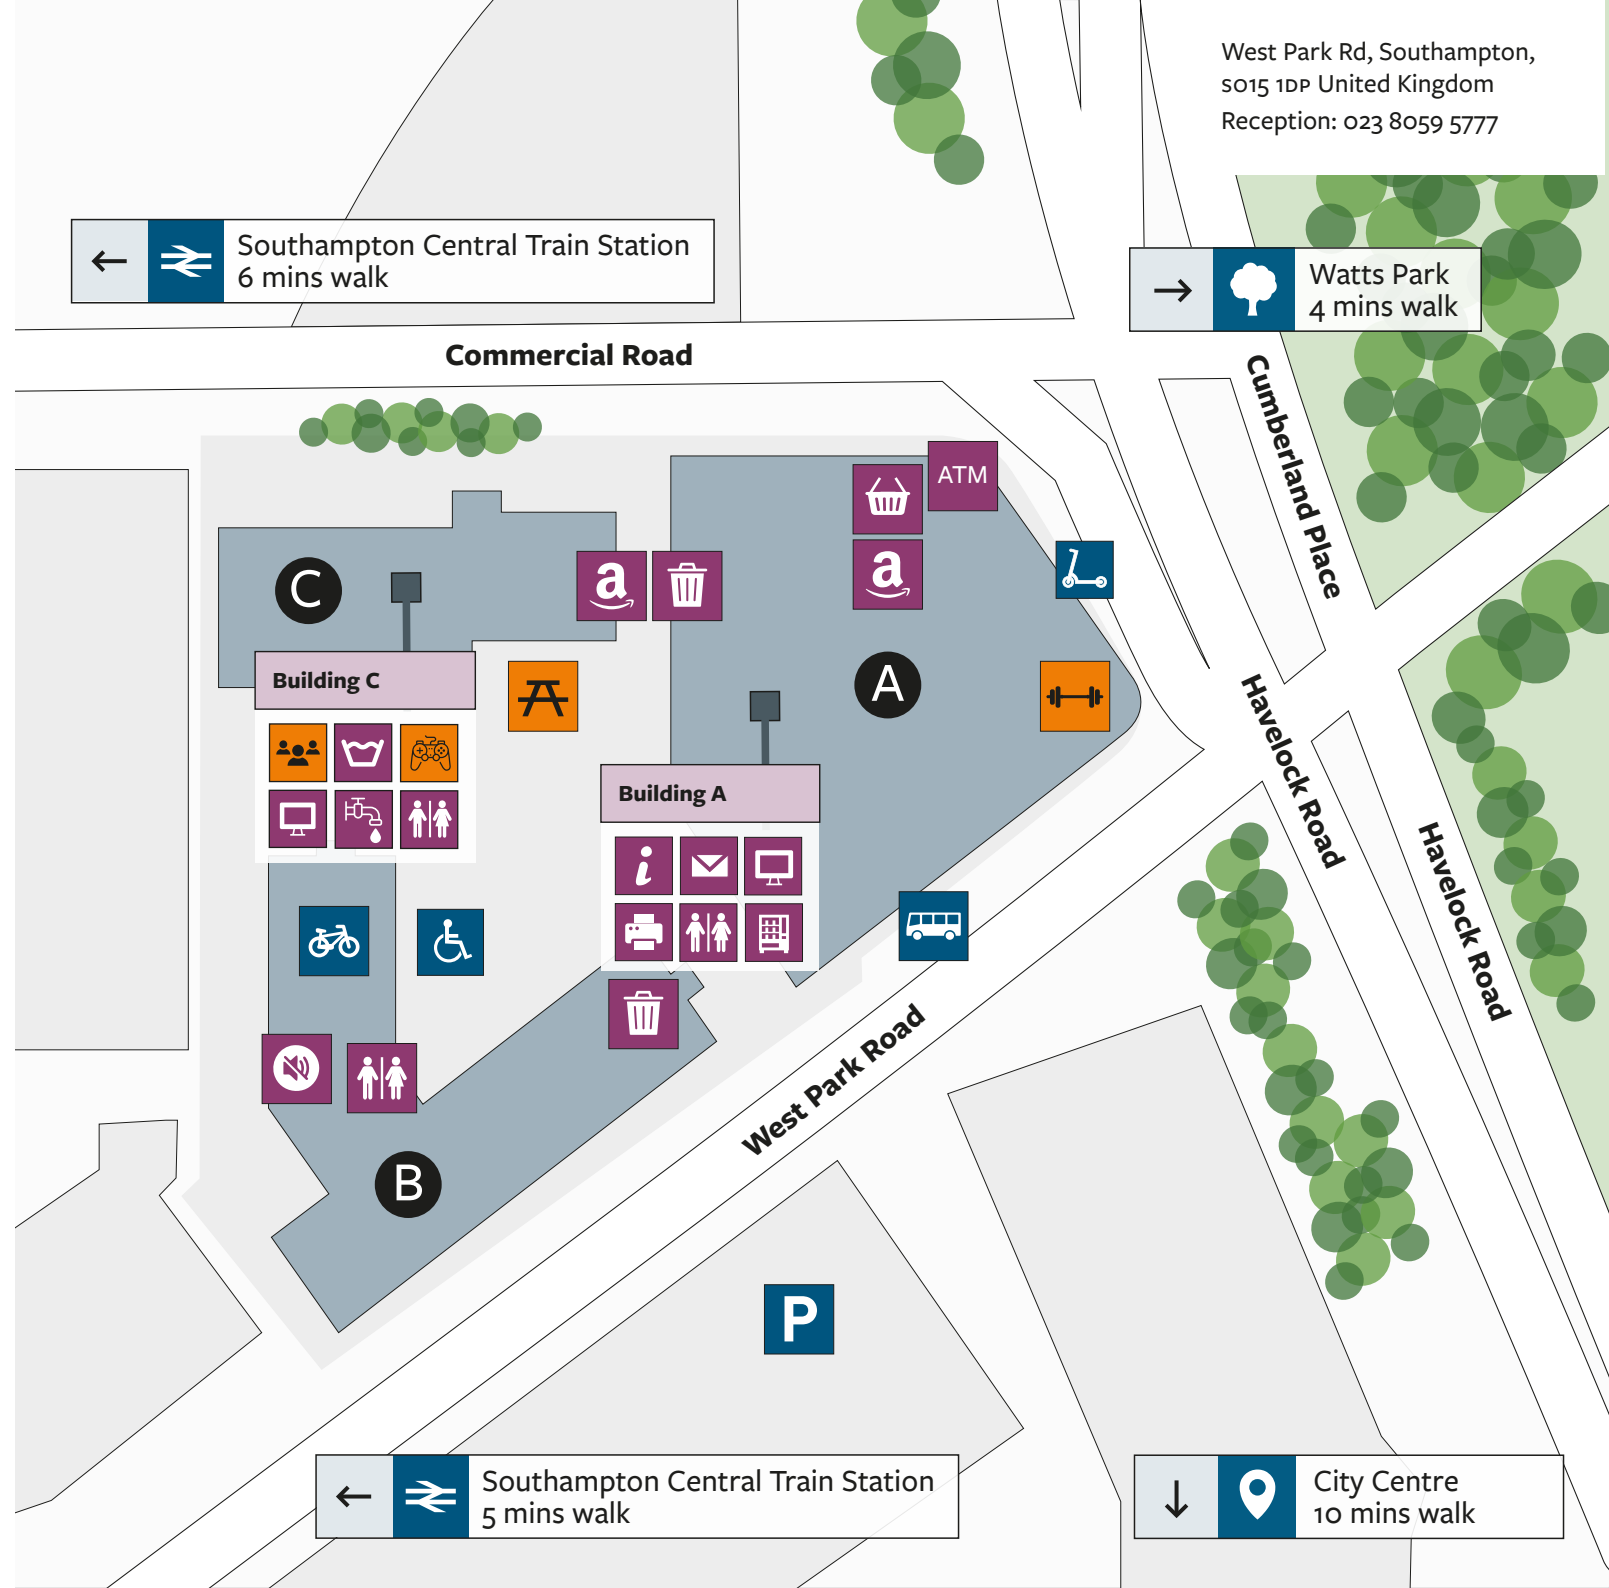 West Park Rd, Southampton,
SO15 1DP United Kingdom
Reception: 023 8059 5777
Southampton Central Train Station
6 mins walk
Watts Park
4 mins walk
Commercial Road
Cumberland Place
ATM
a
a
C
A
Building C
Building A
i
Havelock Road
Havelock Road
West Park Road
B
P
Southampton Central Train Station
5 mins walk
City Centre
10 mins walk